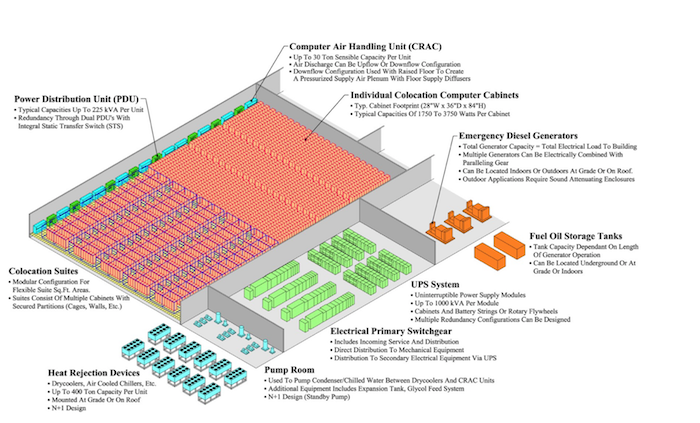 Computer Air Handling Unit (CRAC)
• Up To 30 Ton Sensible Capacity Per Unit
• Air Discharge Can Be Upflow Or Downflow Configuration
• Downflow Configuration Used With Raised Floor To Create
A Pressurized Supply Air Plenum With Floor Supply Diffusers
Power Distribution Unit (PDU)
• Typical Capacities Up To 225 kVA Per Unit
• Redundancy Through Dual PDU's With
Integral Static Transfer Switch (STS)
Individual Colocation Computer Cabinets
• Typ. Cabinet Footprint (28"W x 36"D x 84"H)
• Typical Capacities Of 1750 To 3750 Watts Per Cabinet
Emergency Diesel Generators
• Total Generator Capacity = Total Electrical Load To Building
• Multiple Generators Can Be Electrically Combined With
Paralleling Gear
• Can Be Located Indoors Or Outdoors At Grade Or On Roof.
• Outdoor Applications Require Sound Attenuating Enclosures
Fuel Oil Storage Tanks
• Tank Capacity Dependant On Length
Of Generator Operation
• Can Be Located Underground Or At
Grade Or Indoors
Colocation Suites
• Modular Configuration For
Flexible Suite Sq.Ft. Areas.
• Suites Consist Of Multiple Cabinets With
Secured Partitions (Cages, Walls, Etc.)
UPS System
• Uninterruptible Power Supply Modules
• Up To 1000 kVA Per Module
• Cabinets And Battery Strings Or Rotary Flywheels
• Multiple Redundancy Configurations Can Be Designed
Electrical Primary Switchgear
• Includes Incoming Service And Distribution
• Direct Distribution To Mechanical Equipment
• Distribution To Secondary Electrical Equipment Via UPS
Pump Room
• Used To Pump Condenser/Chilled Water Between Drycoolers And CRAC Units
• Additional Equipment Includes Expansion Tank, Glycol Feed System
• N+1 Design (Standby Pump)
Heat Rejection Devices
• Drycoolers, Air Cooled Chillers, Etc.
• Up To 400 Ton Capacity Per Unit
• Mounted At Grade Or On Roof
• N+1 Design